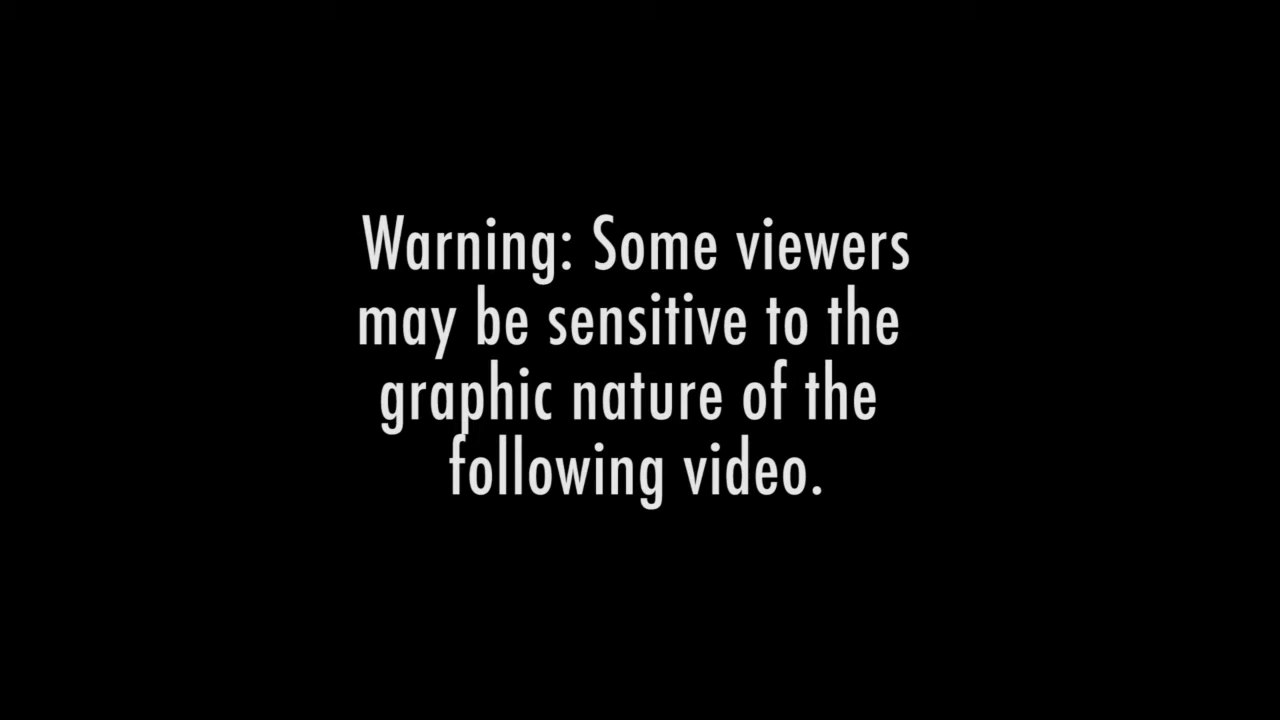 Warning: Some viewers
may be sensitive to the
graphic nature of the
following video.